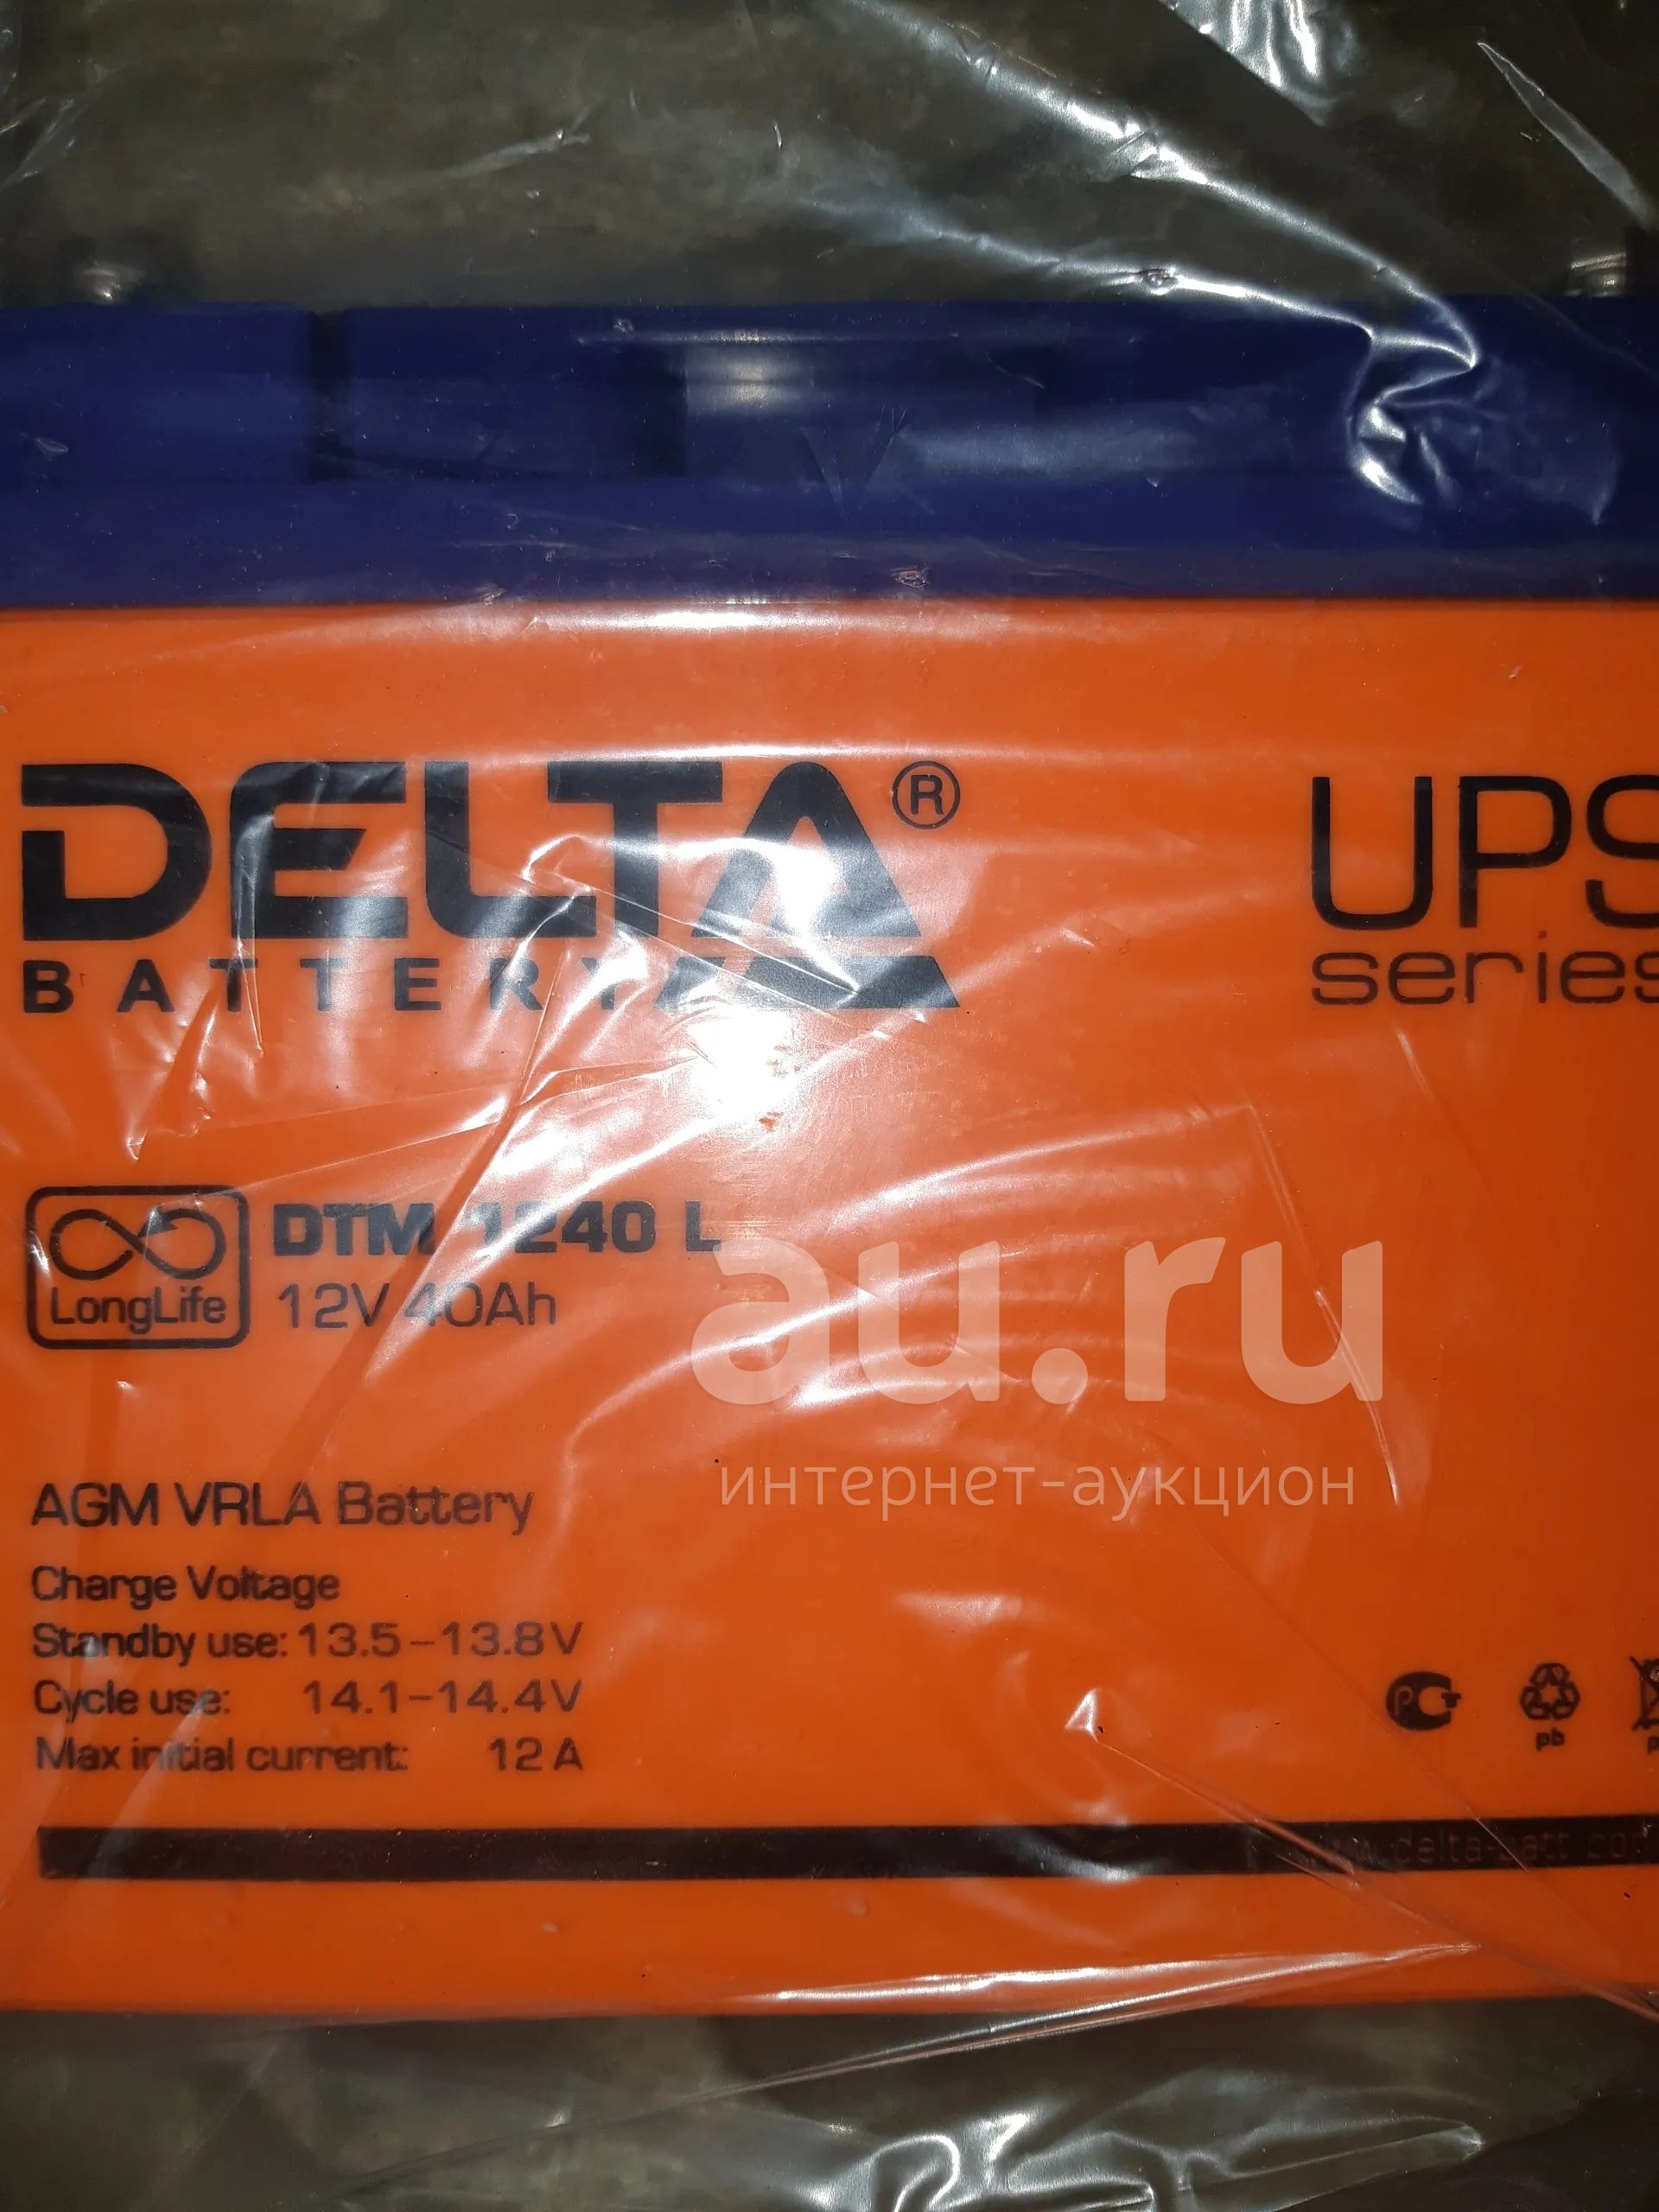 DELTA®
BATTERY
UPS
series
LongLife
DTM 1240 L
12V 40Ah
au.ru
интернет-аукцион
AGM VRLA Battery
Charge Voltage
Standby use: 13.5–13.8V
Cycle use: 14.1–14.4V
Max initial current: 12 A
pb